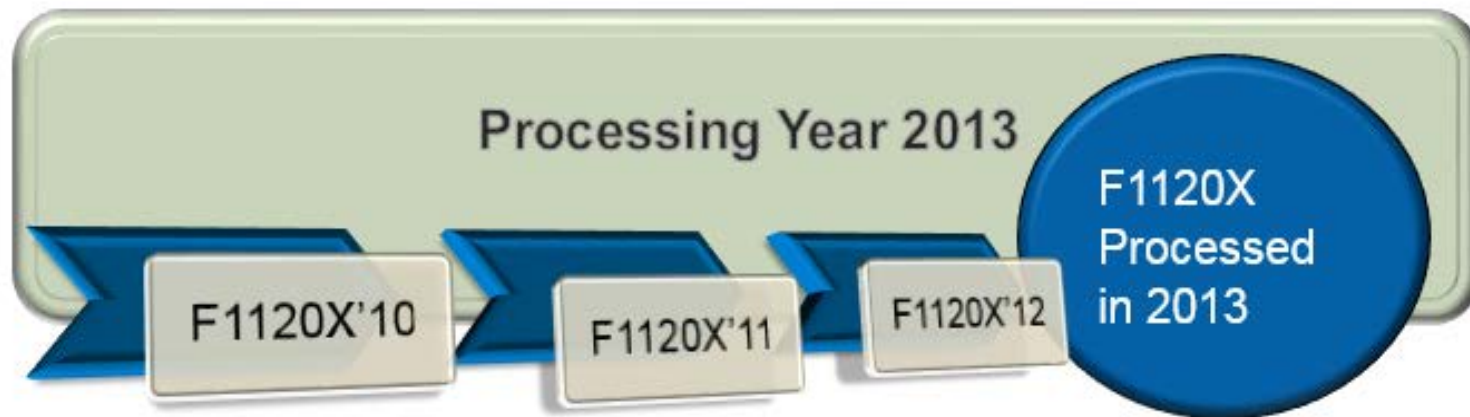 Processing Year 2013
F1120X'10
F1120X'11
F1120X'12
F1120X
Processed
in 2013